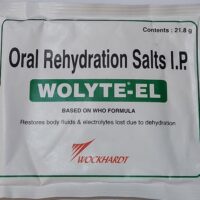 Contents : 21.8 g
Oral Rehydration Salts I.P.
WOLYTE-EL
BASED ON WHO FORMULA
Restores body fluids & electrolytes lost due to dehydration
WOCKHARDT